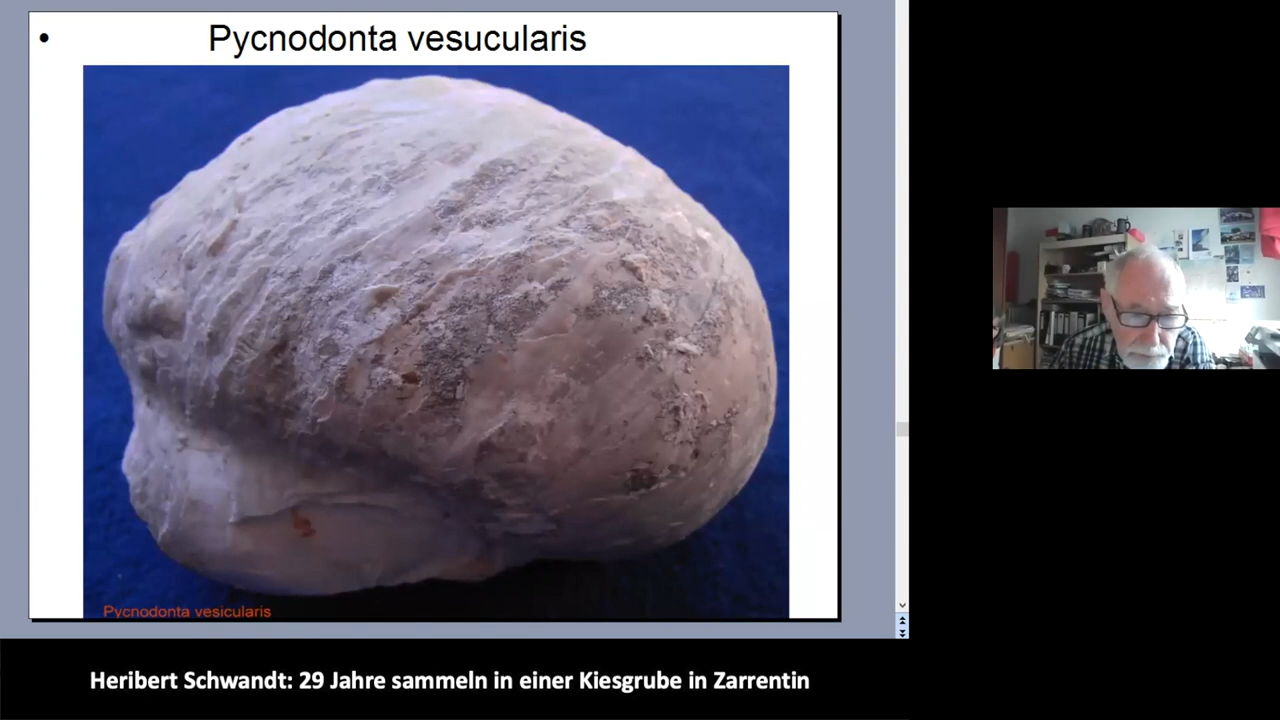 • Pycnodonta vesucularis
Pycnodonta vesicularis
Heribert Schwandt: 29 Jahre sammeln in einer Kiesgrube in Zarrentin